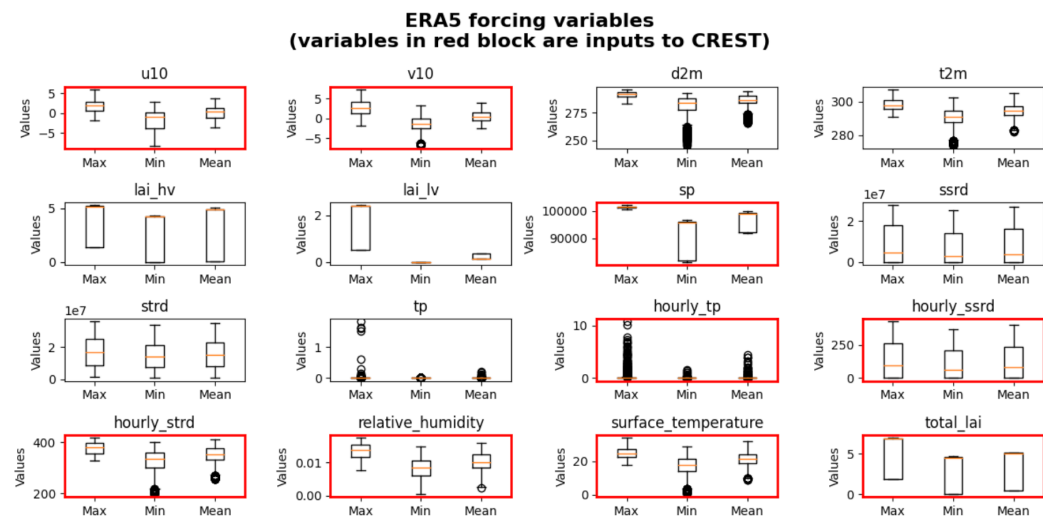 ERA5 forcing variables
(variables in red block are inputs to CREST)
u10
v10
d2m
t2m
Values
5
0
−5
Max Min Mean
Values
5
0
−5
Max Min Mean
Values
275
250
Max Min Mean
Values
300
280
Max Min Mean
lai_hv
lai_lv
sp
ssrd
Values
5
0
Max Min Mean
Values
2
0
Max Min Mean
Values
100000
90000
Max Min Mean
1e7
Values
2
0
Max Min Mean
strd
tp
hourly_tp
hourly_ssrd
1e7
Values
2
0
Max Min Mean
Values
1
0
Max Min Mean
Values
10
5
0
Max Min Mean
Values
250
0
Max Min Mean
hourly_strd
relative_humidity
surface_temperature
total_lai
Values
400
200
Max Min Mean
Values
0.01
0.00
Max Min Mean
Values
20
0
Max Min Mean
Values
5
0
Max Min Mean